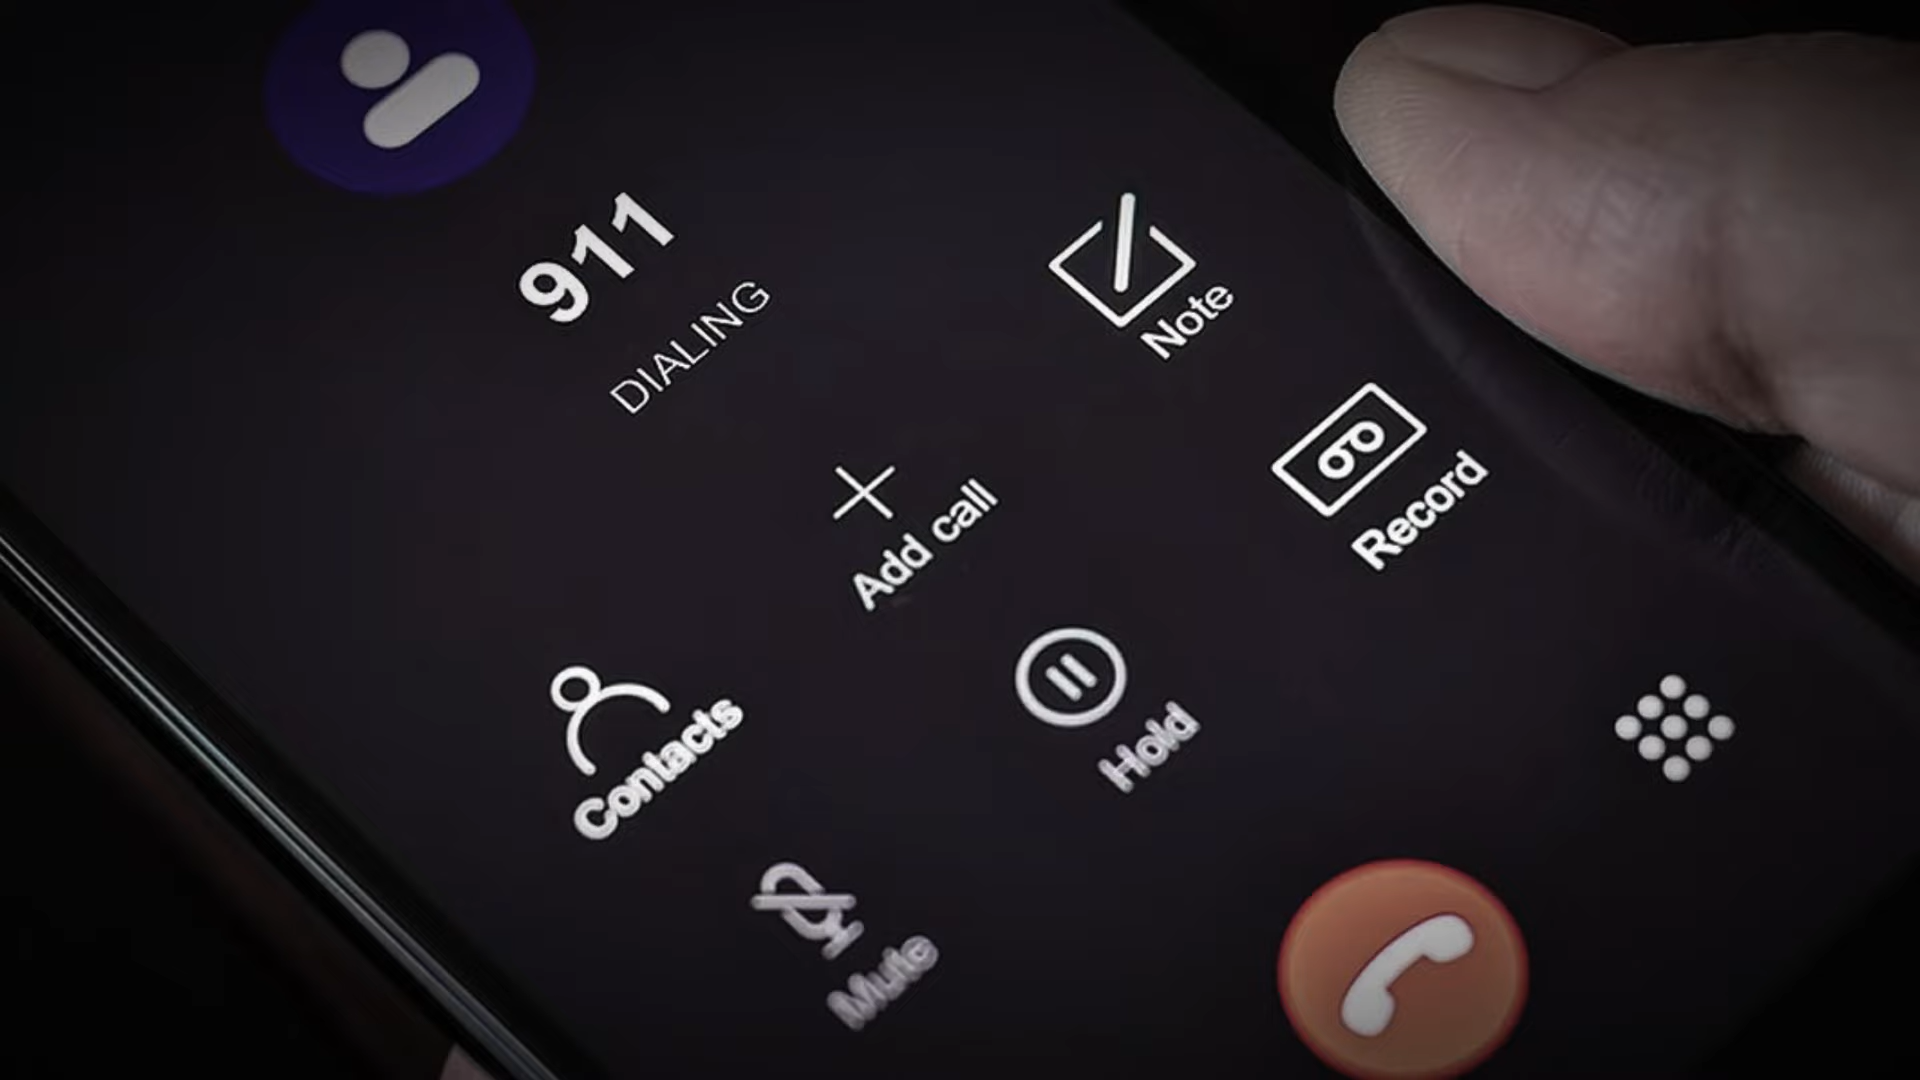 911
DIALING
Note
Add call
Record
Contacts
Hold
Mute